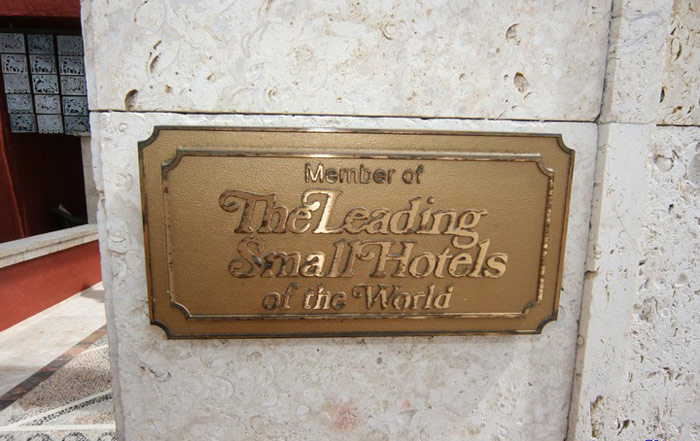 Member of
The Leading
Small Hotels
of the World